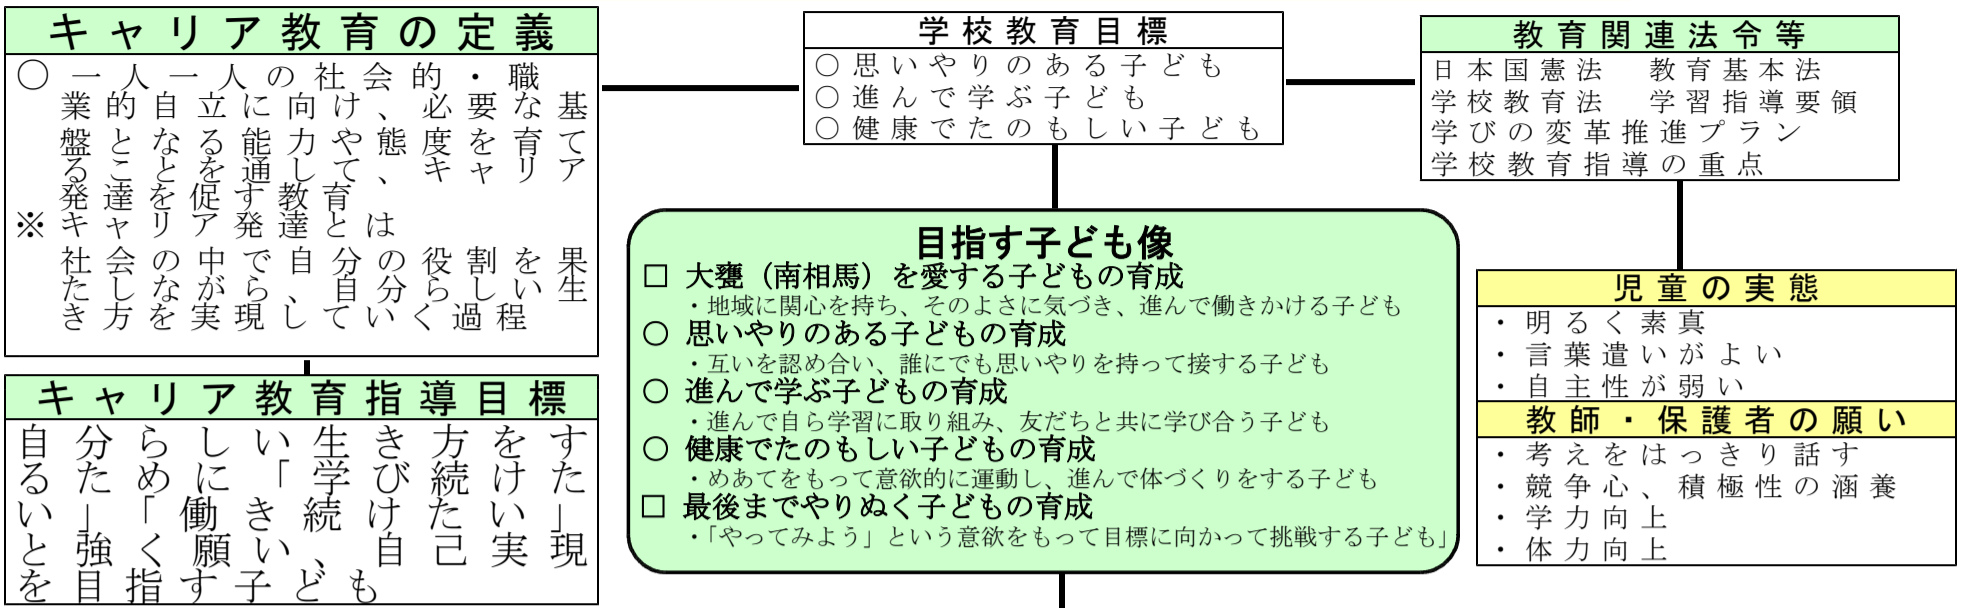 キャリア教育の定義
○一人一人の社会的・職
業的自立に向け、必要な基
盤となる能力や態度を育て
ることを通して、キャリア
発達を促す教育
※キャリア発達とは
社会の中で自分の役割を果
たしながら、自分らしい生
き方を実現していく過程
キャリア教育指導目標
自分らしい生き方をす
るために「学び続けた
い」「働き続けたい」
と強く願い、自己実現
を目指す子ども
学校教育目標
○思いやりのある子ども
○進んで学ぶ子ども
○健康でたのもしい子ども
目指す子ども像
□ 大甕（南相馬）を愛する子どもの育成
・地域に関心を持ち、そのよさに気づき、進んで働きかける子ども
○ 思いやりのある子どもの育成
・互いを認め合い、誰にでも思いやりを持って接する子ども
○ 進んで学ぶ子どもの育成
・進んで自ら学習に取り組み、友だちと共に学び合う子ども
○ 健康でたのもしい子どもの育成
・めあてをもって意欲的に運動し、進んで体づくりをする子ども
□ 最後までやりぬく子どもの育成
・「やってみよう」という意欲をもって目標に向かって挑戦する子ども」
教育関連法令等
日本国憲法　教育基本法
学校教育法　学習指導要領
学びの変革推進プラン
学校教育指導の重点
児童の実態
・明るく素真
・言葉遣いがよい
・自主性が弱い
教師・保護者の願い
・考えをはっきり話す
・競争心、積極性の涵養
・学力向上
・体力向上